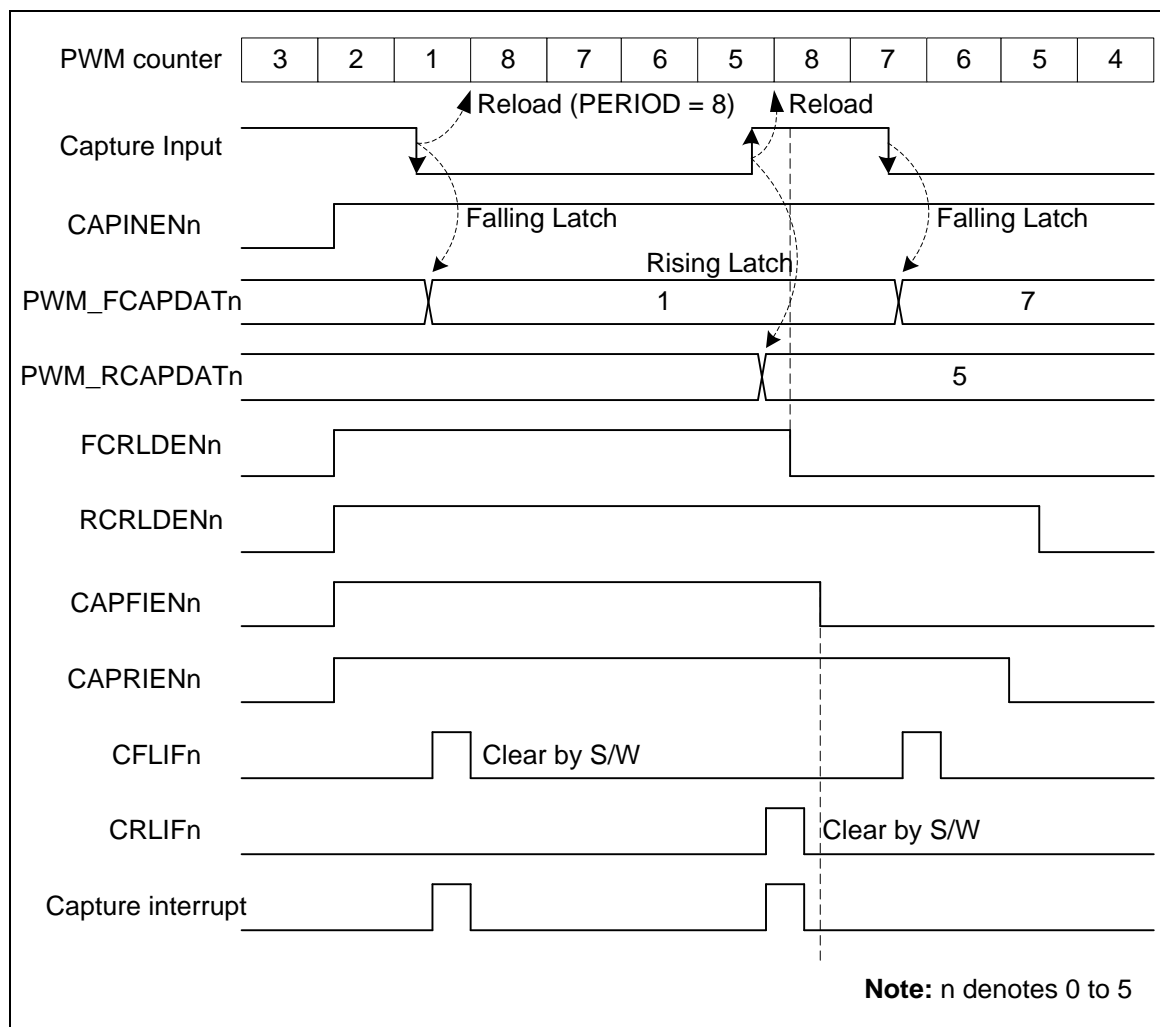 PWM counter 3 2 1 8 7 6 5 8 7 6 5 4
Reload (PERIOD = 8) Reload
Capture Input
CAPINENn Falling Latch Falling Latch
Rising Latch
PWM_FCAPDATn 1 7
PWM_RCAPDATn 5
FCRLDENn
RCRLDENn
CAPFIENn
CAPRIENn
CFLIFn Clear by S/W
CRLIFn Clear by S/W
Capture interrupt
Note: n denotes 0 to 5